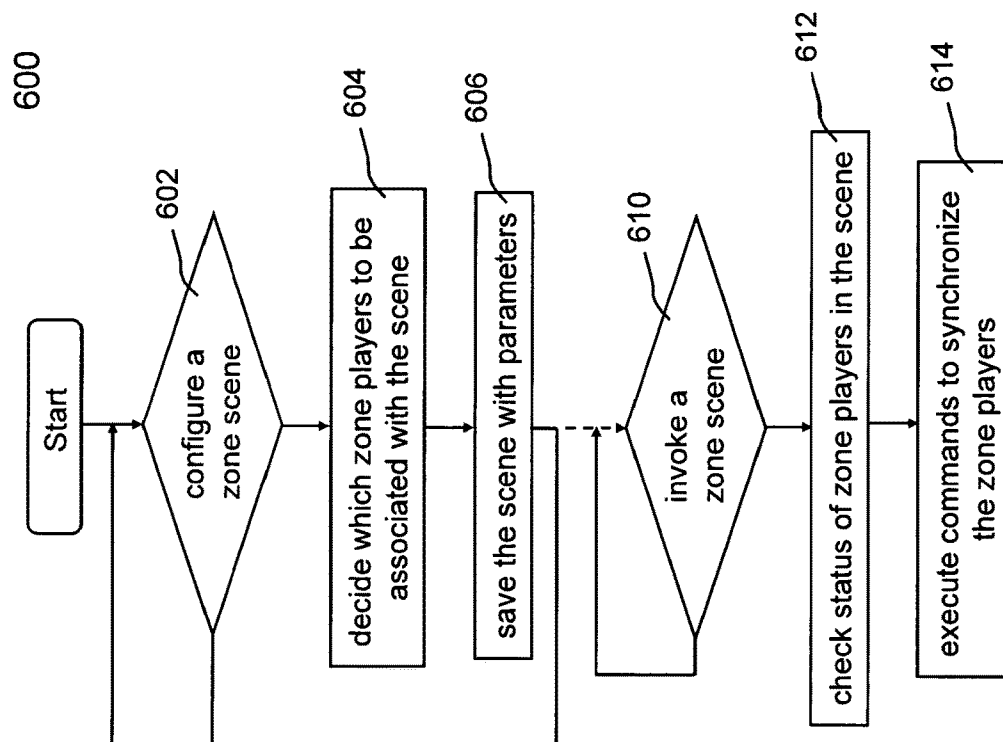 600
Start
602
configure a
zone scene
604
decide which zone players to be
associated with the scene
606
save the scene with parameters
610
invoke a
zone scene
612
check status of zone players in the scene
614
execute commands to synchronize
the zone players